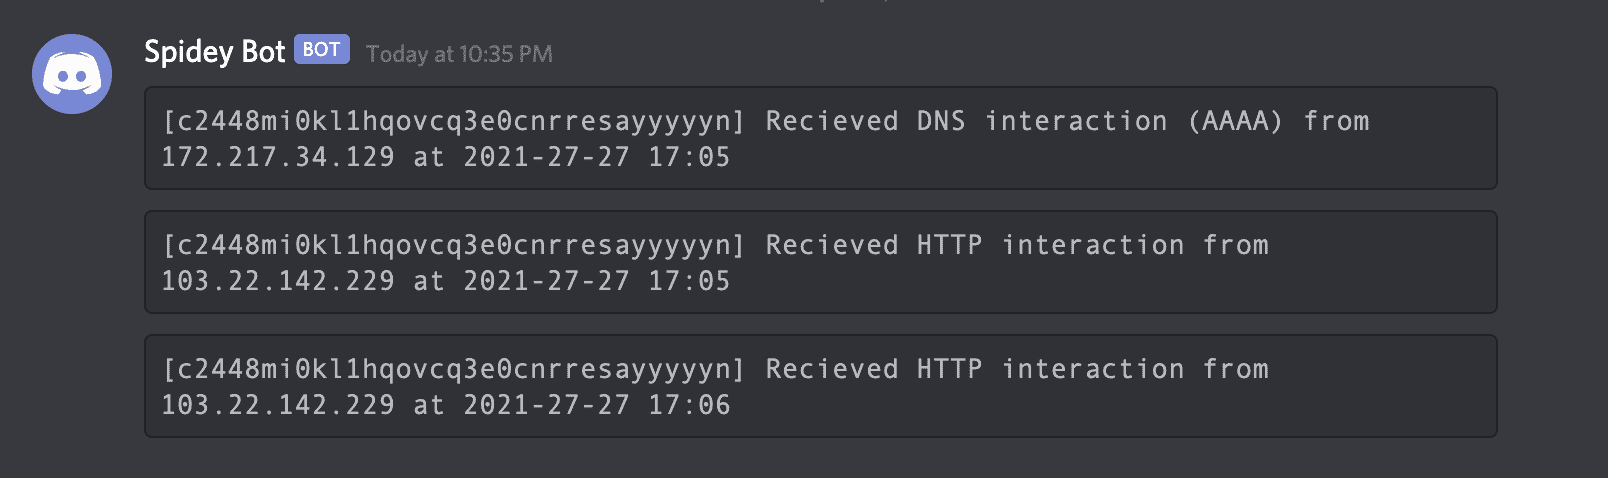 Spidey Bot BOT Today at 10:35 PM
[c2448mi0kl1hqovcq3e0cnrresayyyyyn] Recieved DNS interaction (AAAA) from
172.217.34.129 at 2021-27-27 17:05
[c2448mi0kl1hqovcq3e0cnrresayyyyyn] Recieved HTTP interaction from
103.22.142.229 at 2021-27-27 17:05
[c2448mi0kl1hqovcq3e0cnrresayyyyyn] Recieved HTTP interaction from
103.22.142.229 at 2021-27-27 17:06